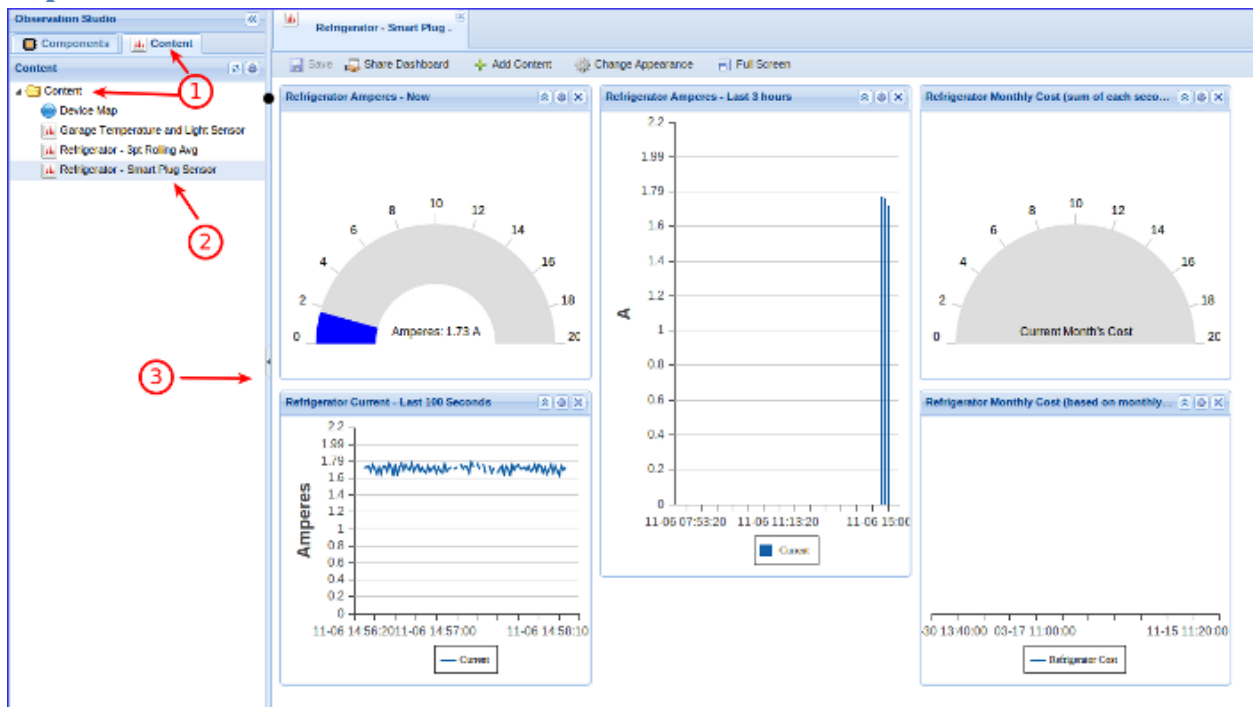 Observation Studio
Components
Content
Content
Content
Device Map
Garage Temperature and Light Sensor
Refrigerator - 3pt Rolling Avg
Refrigerator - Smart Plug Sensor
1
2
3
Refrigerator - Smart Plug .
Save Share Dashboard Add Content Change Appearance Full Screen
Refrigerator Amperes - Now
0 2 4 6 8 10 12 14 16 18 20
Amperes: 1.73 A
Refrigerator Current - Last 100 Seconds
2.2
1.99
1.79
1.6
1.4
1.2
1
0.8
0.6
0.4
0.2
0
Amperes
11-06 14:56:20 11-06 14:57:00 11-06 14:58:10
Current
Refrigerator Amperes - Last 3 hours
2.2
1.99
1.79
1.6
1.4
1.2
1
0.8
0.6
0.4
0.2
0
A
11-06 07:53:20 11-06 11:13:20 11-06 15:00
Current
Refrigerator Monthly Cost (sum of each seco...
0 2 4 6 8 10 12 14 16 18 20
Current Month's Cost
Refrigerator Monthly Cost (based on monthly...
-30 13:40:00 03-17 11:00:00 11-15 11:20:00
Refrigerator Cost